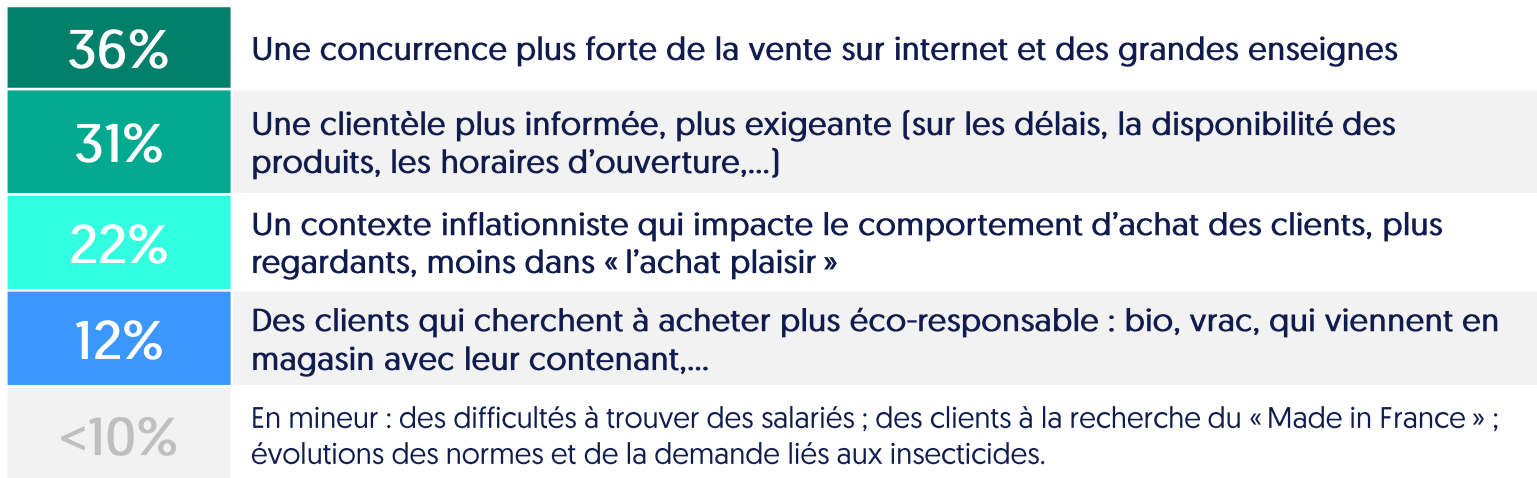 36%
Une concurrence plus forte de la vente sur internet et des grandes enseignes
31%
Une clientèle plus informée, plus exigeante (sur les délais, la disponibilité des
produits, les horaires d’ouverture,...)
22%
Un contexte inflationniste qui impacte le comportement d’achat des clients, plus
regardants, moins dans « l’achat plaisir »
12%
Des clients qui cherchent à acheter plus éco-responsable : bio, vrac, qui viennent en
magasin avec leur contenant,...
<10%
En mineur : des difficultés à trouver des salariés ; des clients à la recherche du « Made in France » ;
évolutions des normes et de la demande liés aux insecticides.